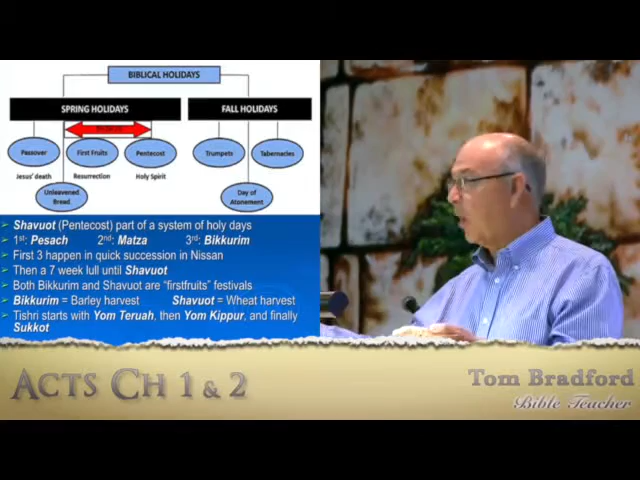 BIBLICAL HOLIDAYS
SPRING HOLIDAYS
FALL HOLIDAYS
Passover
First Fruits
Pentecost
Trumpets
Tabernacles
Jesus' death
Resurrection
Holy Spirit
Unleavened
Bread
Day of
Atonement
➢ Shavuot (Pentecost) part of a system of holy days
➢ 1st: Pesach 2nd: Matza 3rd: Bikkurim
➢ First 3 happen in quick succession in Nissan
➢ Then a 7 week lull until Shavuot
➢ Both Bikkurim and Shavuot are “firstfruits” festivals
➢ Bikkurim = Barley harvest Shavuot = Wheat harvest
➢ Tishri starts with Yom Teruah, then Yom Kippur, and finally
Sukkot
ACTS CH 1 & 2
Tom Bradford
Bible Teacher